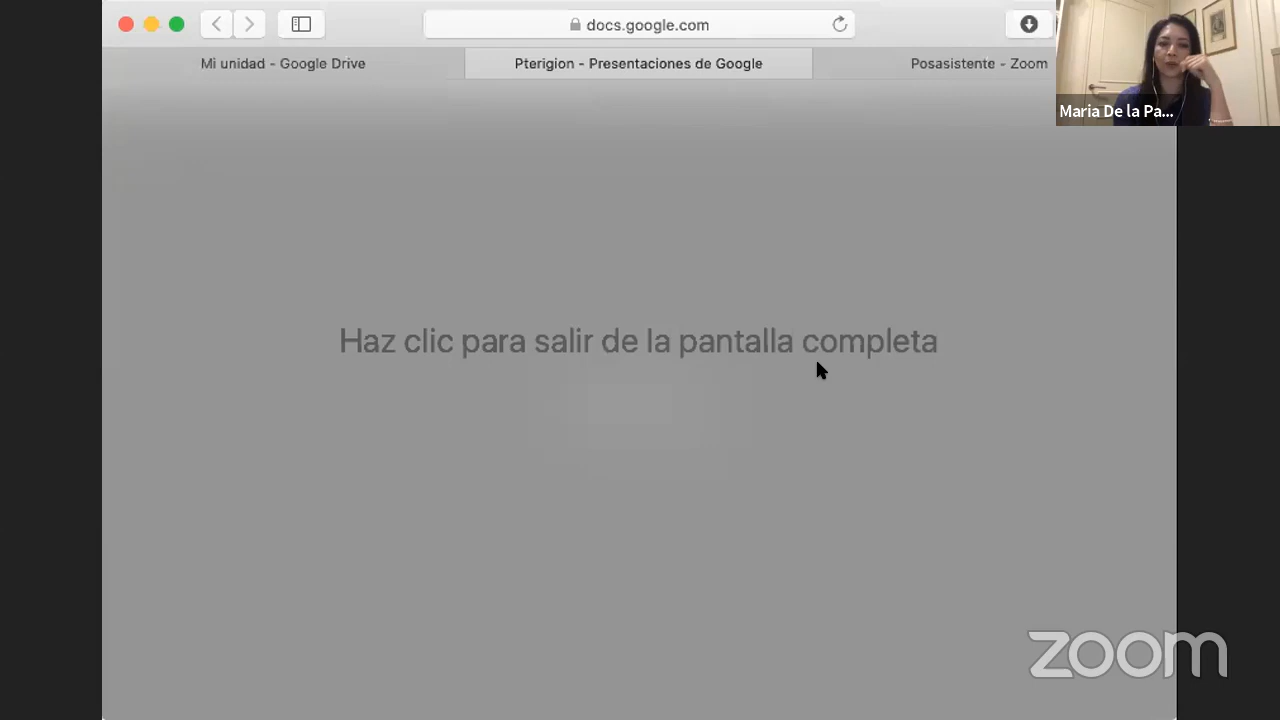 docs.google.com
Mi unidad - Google Drive
Pterigion - Presentaciones de Google
Posasistente - Zoom
Maria De la Pa...
Haz clic para salir de la pantalla completa
zoom